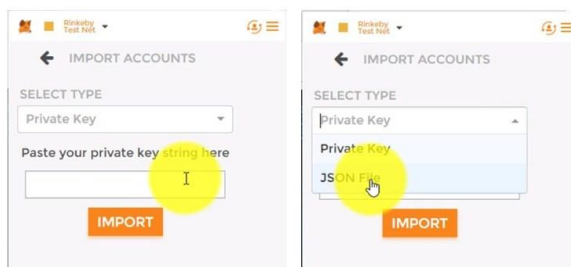 Rinkeby
Test Net
IMPORT ACCOUNTS
SELECT TYPE
Private Key
Paste your private key string here
IMPORT
Rinkeby
Test Net
IMPORT ACCOUNTS
SELECT TYPE
Private Key
Private Key
JSON File
IMPORT